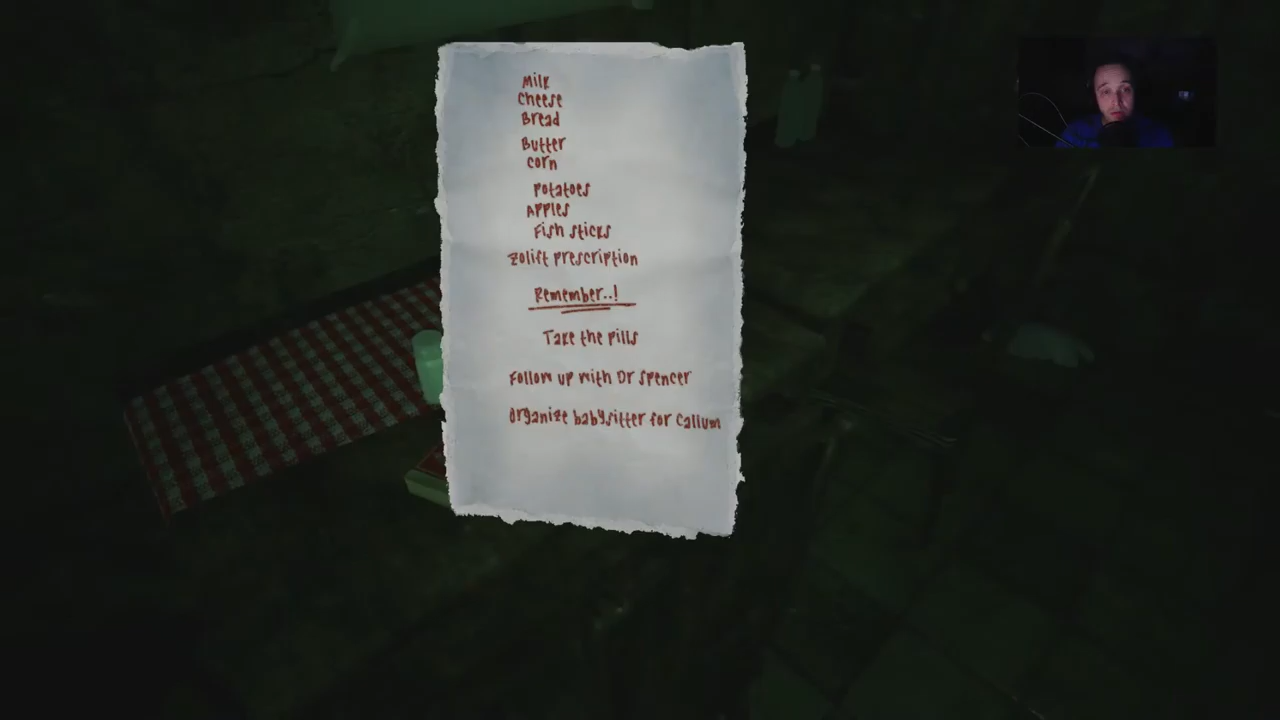 Milk
Cheese
Bread
Butter
Corn
Potatoes
Apples
Fish sticks
Zolift prescription
Remember..!
Take the pills
Follow up with Dr Spencer
Organize babysitter for Callum